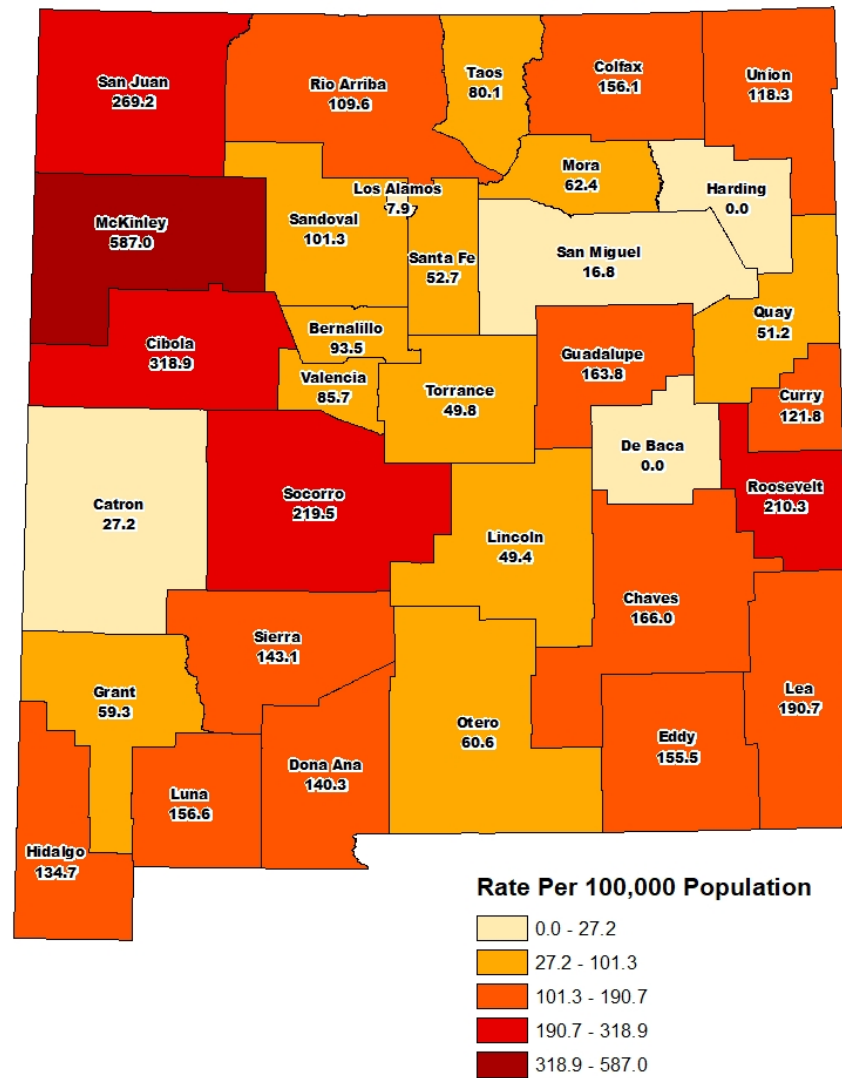 San Juan
269.2
Rio Arriba
109.6
Taos
80.1
Colfax
156.1
Union
118.3
McKinley
587.0
Sandoval
101.3
Los Alamos
7.9
Santa Fe
52.7
Mora
62.4
Harding
0.0
San Miguel
16.8
Cibola
318.9
Bernalillo
93.5
Valencia
85.7
Torrance
49.8
Guadalupe
163.8
Quay
51.2
Curry
121.8
De Baca
0.0
Roosevelt
210.3
Catron
27.2
Socorro
219.5
Lincoln
49.4
Chaves
166.0
Sierra
143.1
Grant
59.3
Otero
60.6
Lea
190.7
Eddy
155.5
Dona Ana
140.3
Luna
156.6
Hidalgo
134.7
Rate Per 100,000 Population
0.0 - 27.2
27.2 - 101.3
101.3 - 190.7
190.7 - 318.9
318.9 - 587.0